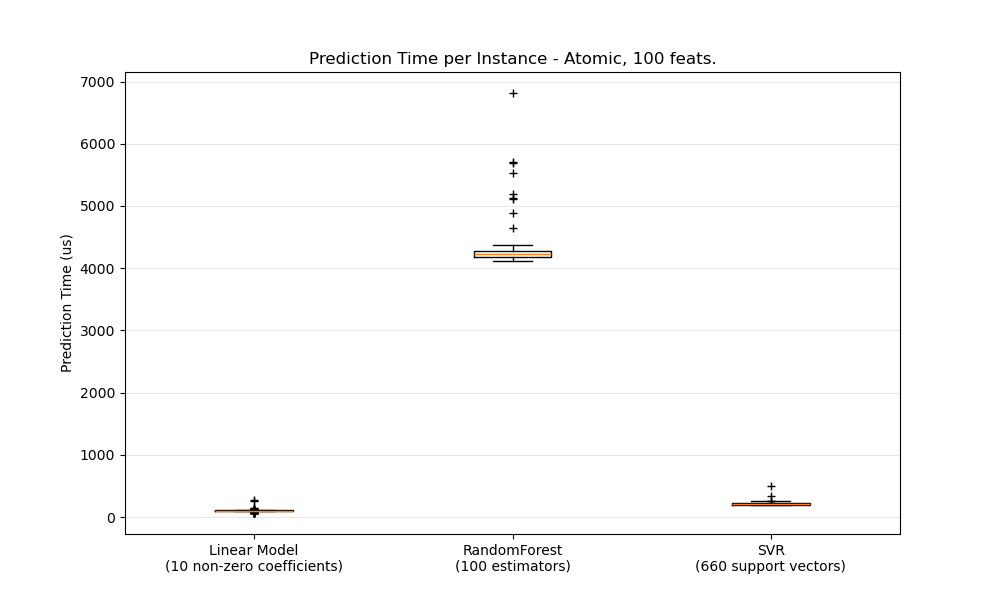 Prediction Time per Instance - Atomic, 100 feats.
Prediction Time (us)
7000
6000
5000
4000
3000
2000
1000
0
Linear Model
(10 non-zero coefficients)
RandomForest
(100 estimators)
SVR
(660 support vectors)